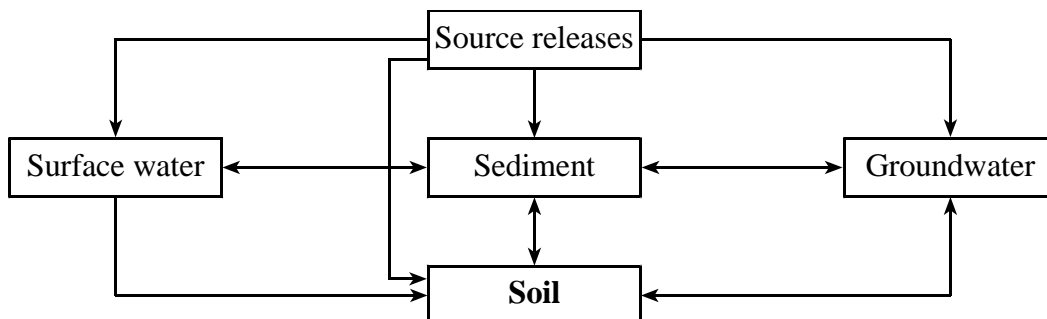 Source releases
Surface water
Sediment
Groundwater
Soil